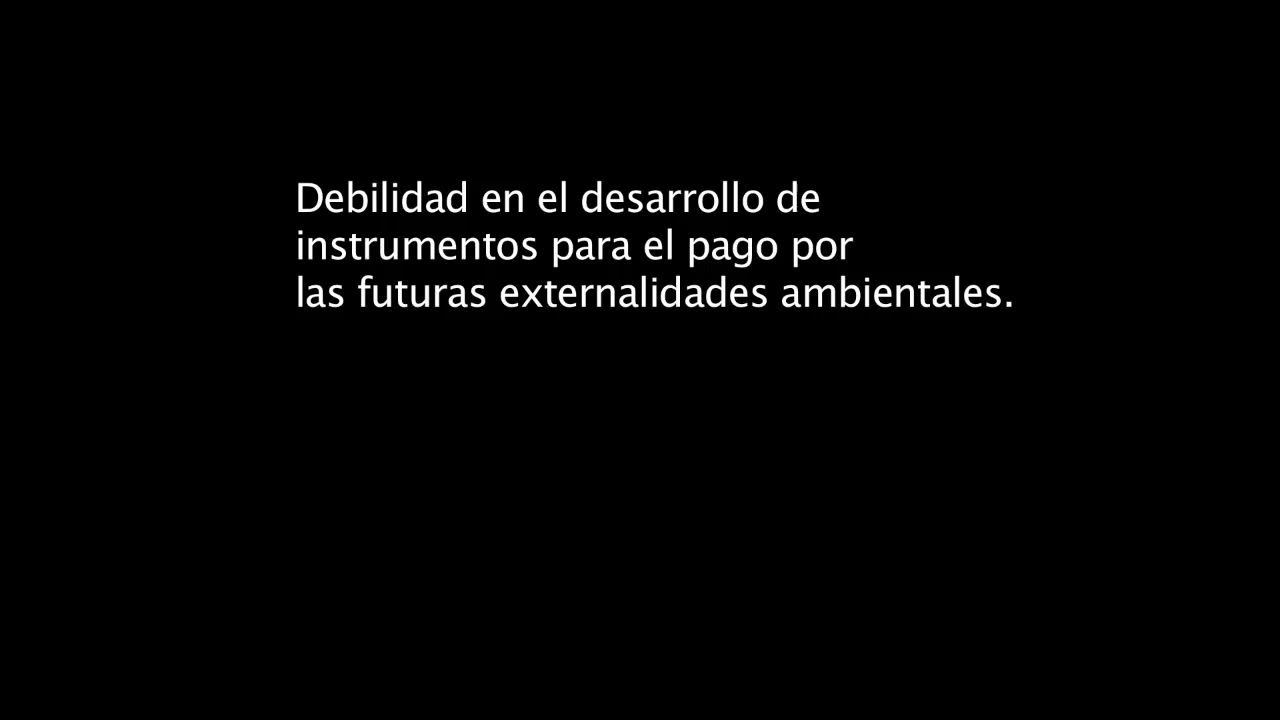 Debilidad en el desarrollo de
instrumentos para el pago por
las futuras externalidades ambientales.